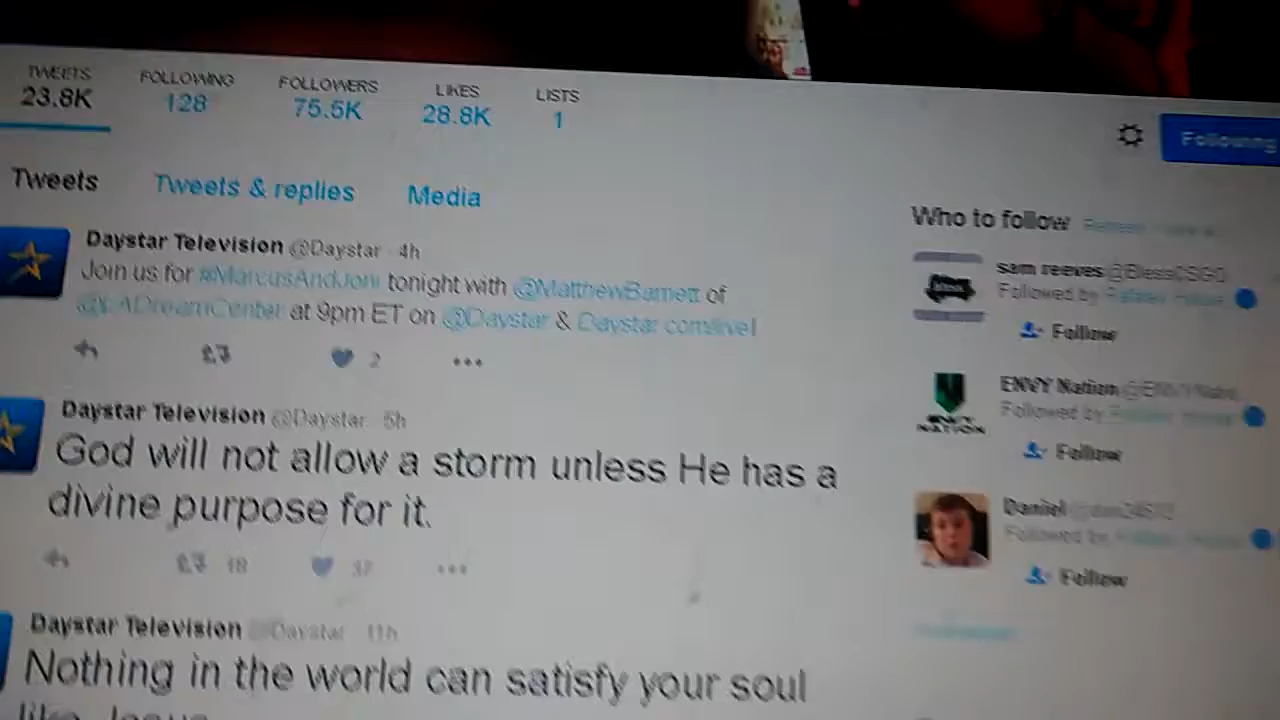 TWEETS FOLLOWING FOLLOWERS LIKES LISTS
23.8K 128 75.5K 28.8K 1
Following
Tweets Tweets & replies Media
Daystar Television @Daystar · 4h
Join us for #MarcusAndJoni tonight with @MatthewBarnett of
@LADreamCenter at 9pm ET on @Daystar & Daystar.com/live!
2
Daystar Television @Daystar 5h
God will not allow a storm unless He has a
divine purpose for it.
18
Daystar Television @Daystar 11h
Nothing in the world can satisfy your soul
like Jesus
Who to follow
sam reeves
Followed by
Follow
ENVY Nation
Followed by
Follow
ENVY
NATION
Daniel
Followed by
Follow